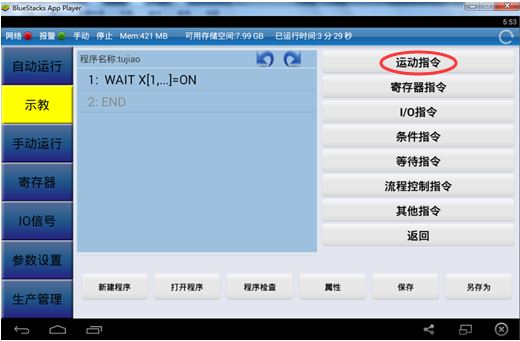 BlueStacks App Player
5:53
网络 报警 手动 停止 Mem:421 MB 可用存储空间:7.99 GB 已运行时间:3 分 29 秒
自动运行
示教
手动运行
寄存器
IO信号
参数设置
生产管理
程序名称:tujiao
1: WAIT X[1,...]=ON
2: END
运动指令
寄存器指令
I/O指令
条件指令
等待指令
流程控制指令
其他指令
返回
新建程序 打开程序 程序检查 属性 保存 另存为